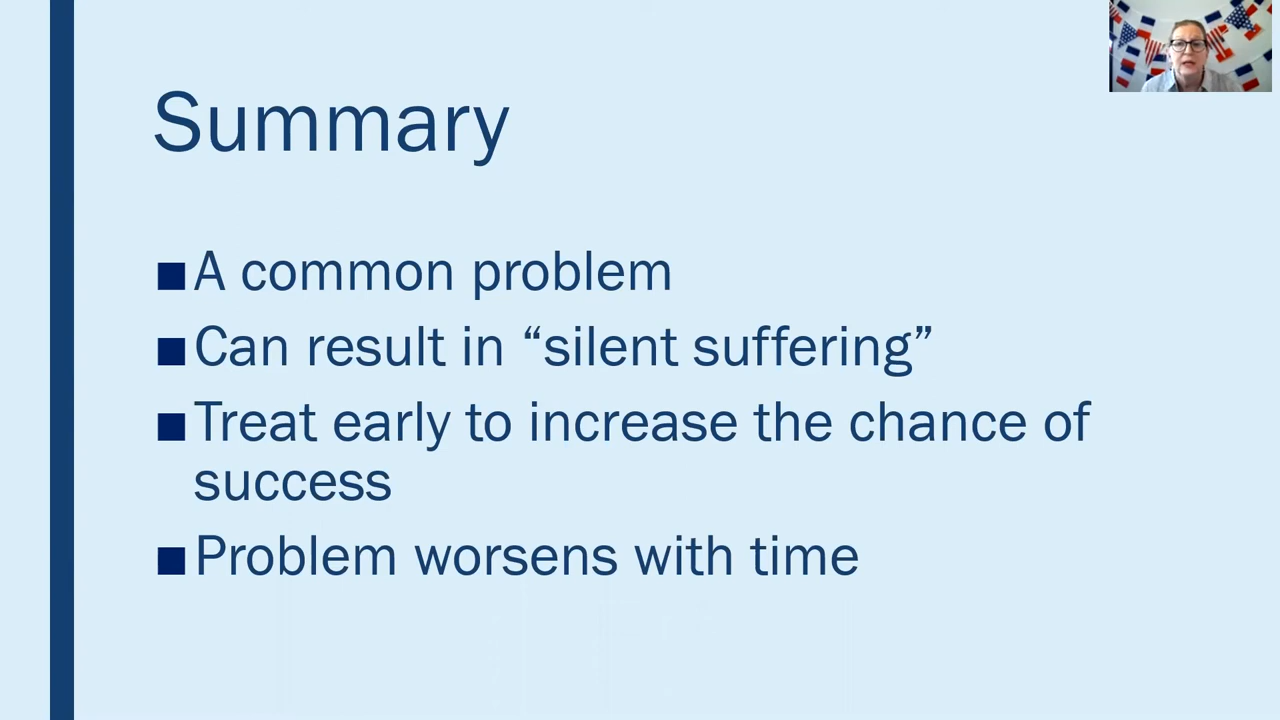 Summary
■A common problem
■Can result in “silent suffering”
■Treat early to increase the chance of
success
■Problem worsens with time